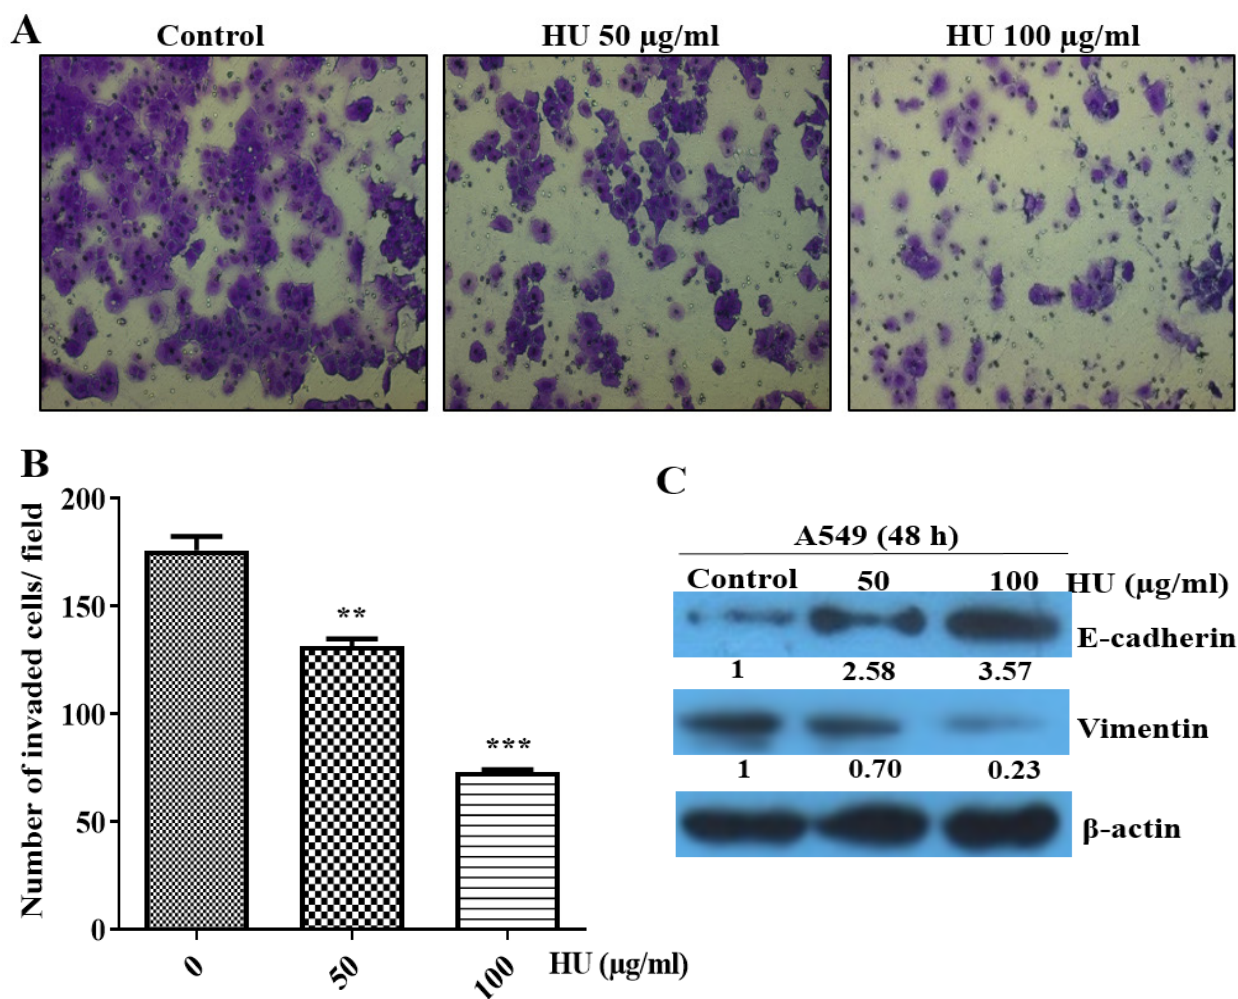 A
Control
HU 50 μg/ml
HU 100 μg/ml
B
Number of invaded cells/ field
200
150
100
50
0
**
***
0
50
100
HU (μg/ml)
C
A549 (48 h)
Control 50 100 HU (μg/ml)
E-cadherin
1 2.58 3.57
Vimentin
1 0.70 0.23
β-actin